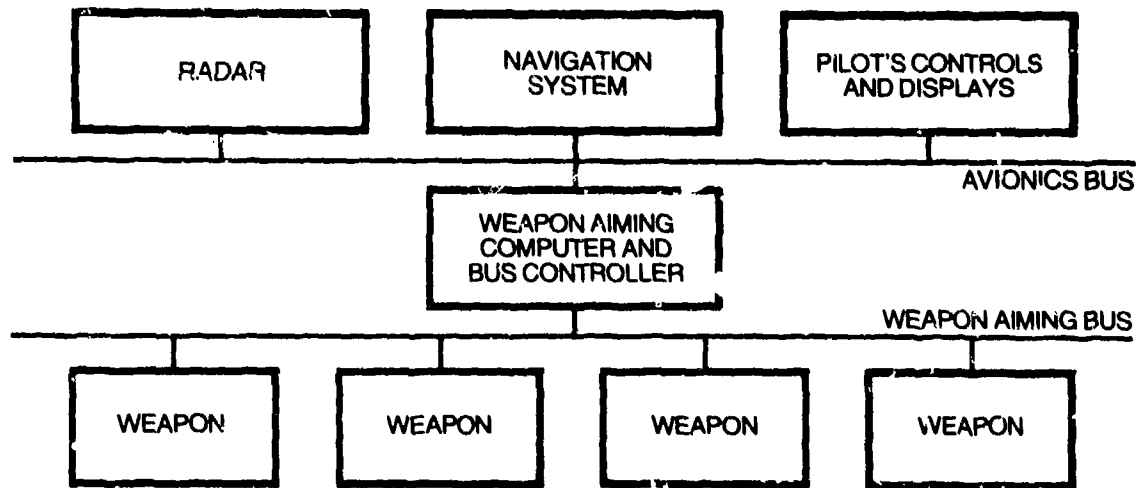 RADAR
NAVIGATION
SYSTEM
PILOT'S CONTROLS
AND DISPLAYS
AVIONICS BUS
WEAPON AIMING
COMPUTER AND
BUS CONTROLLER
WEAPON AIMING BUS
WEAPON
WEAPON
WEAPON
WEAPON